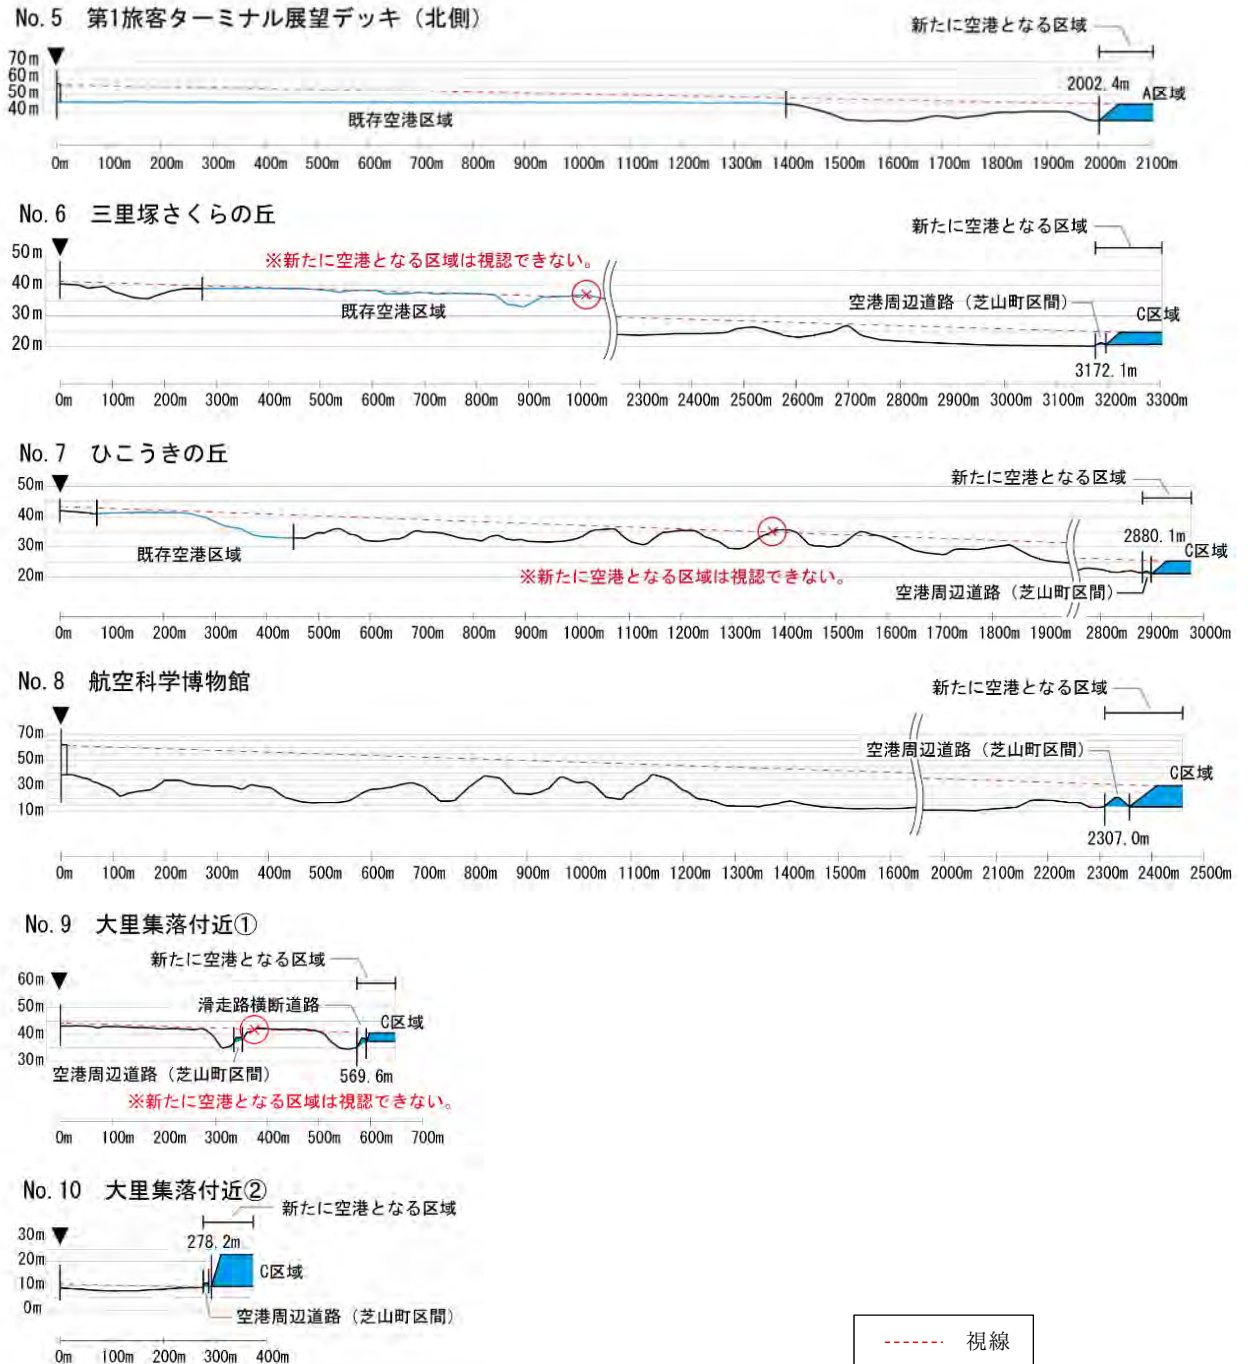 No. 5 第1旅客ターミナル展望デッキ（北側）
新たに空港となる区域
70m
60m
50m
40m
2002.4m
A区域
既存空港区域
0m 100m 200m 300m 400m 500m 600m 700m 800m 900m 1000m 1100m 1200m 1300m 1400m 1500m 1600m 1700m 1800m 1900m 2000m 2100m
No. 6 三里塚さくらの丘
新たに空港となる区域
50m
40m
30m
20m
※新たに空港となる区域は視認できない。
既存空港区域
空港周辺道路（芝山町区間）
C区域
3172.1m
0m 100m 200m 300m 400m 500m 600m 700m 800m 900m 1000m 2300m 2400m 2500m 2600m 2700m 2800m 2900m 3000m 3100m 3200m 3300m
No. 7 ひこうきの丘
新たに空港となる区域
50m
40m
30m
20m
2880.1m
C区域
既存空港区域
※新たに空港となる区域は視認できない。
空港周辺道路（芝山町区間）
0m 100m 200m 300m 400m 500m 600m 700m 800m 900m 1000m 1100m 1200m 1300m 1400m 1500m 1600m 1700m 1800m 1900m 2800m 2900m 3000m
No. 8 航空科学博物館
新たに空港となる区域
70m
50m
30m
10m
空港周辺道路（芝山町区間）
C区域
2307.0m
0m 100m 200m 300m 400m 500m 600m 700m 800m 900m 1000m 1100m 1200m 1300m 1400m 1500m 1600m 2000m 2100m 2200m 2300m 2400m 2500m
No. 9 大里集落付近①
新たに空港となる区域
60m
50m
40m
30m
滑走路横断道路
C区域
空港周辺道路（芝山町区間）
569.6m
※新たに空港となる区域は視認できない。
0m 100m 200m 300m 400m 500m 600m 700m
No. 10 大里集落付近②
新たに空港となる区域
30m
20m
10m
0m
278.2m
C区域
空港周辺道路（芝山町区間）
0m 100m 200m 300m 400m
視線